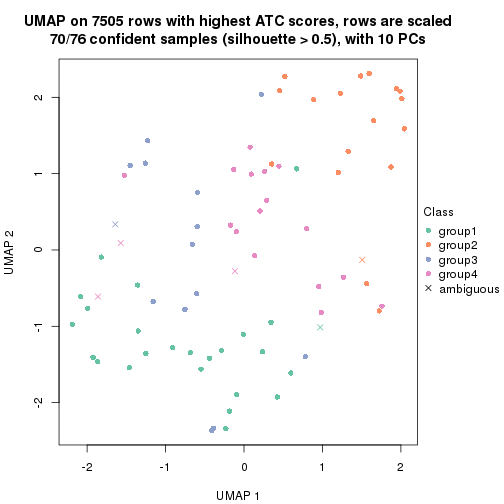 UMAP on 7505 rows with highest ATC scores, rows are scaled
70/76 confident samples (silhouette > 0.5), with 10 PCs
2
1
0
-1
-2
UMAP 2
-2 -1 0 1 2
UMAP 1
Class
group1
group2
group3
group4
ambiguous